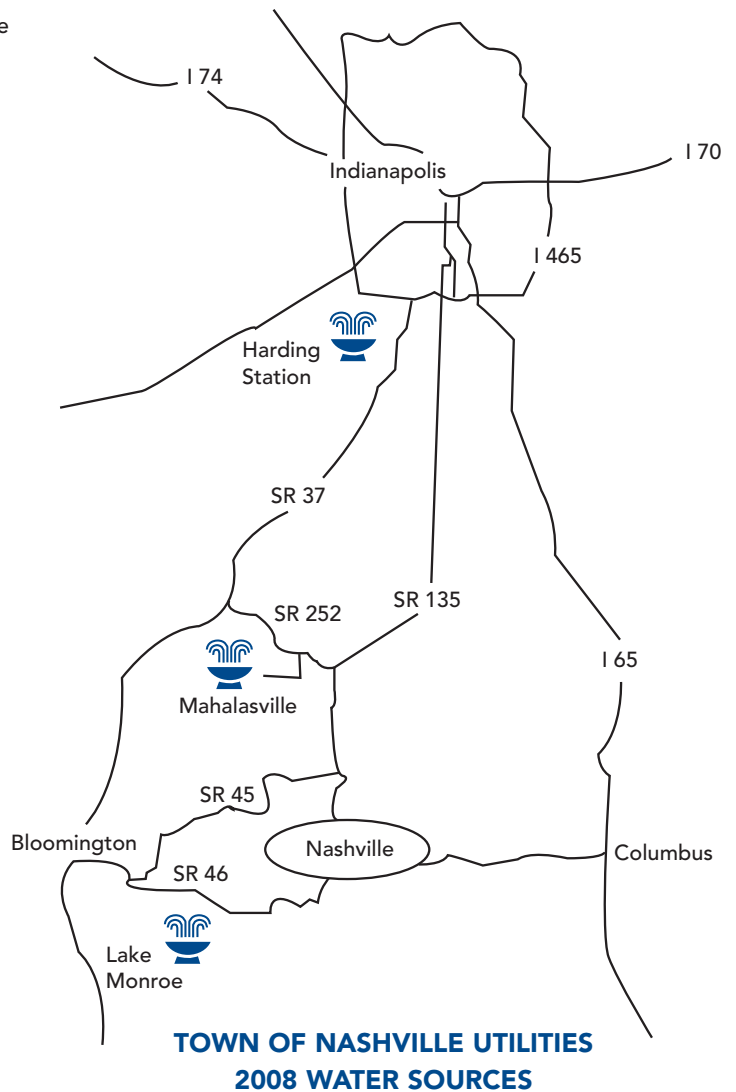 e
I 74
I 70
Indianapolis
I 465
Harding
Station
SR 37
SR 135
SR 252
I 65
Mahalasville
SR 45
Bloomington
Nashville
Columbus
SR 46
Lake
Monroe
TOWN OF NASHVILLE UTILITIES
2008 WATER SOURCES